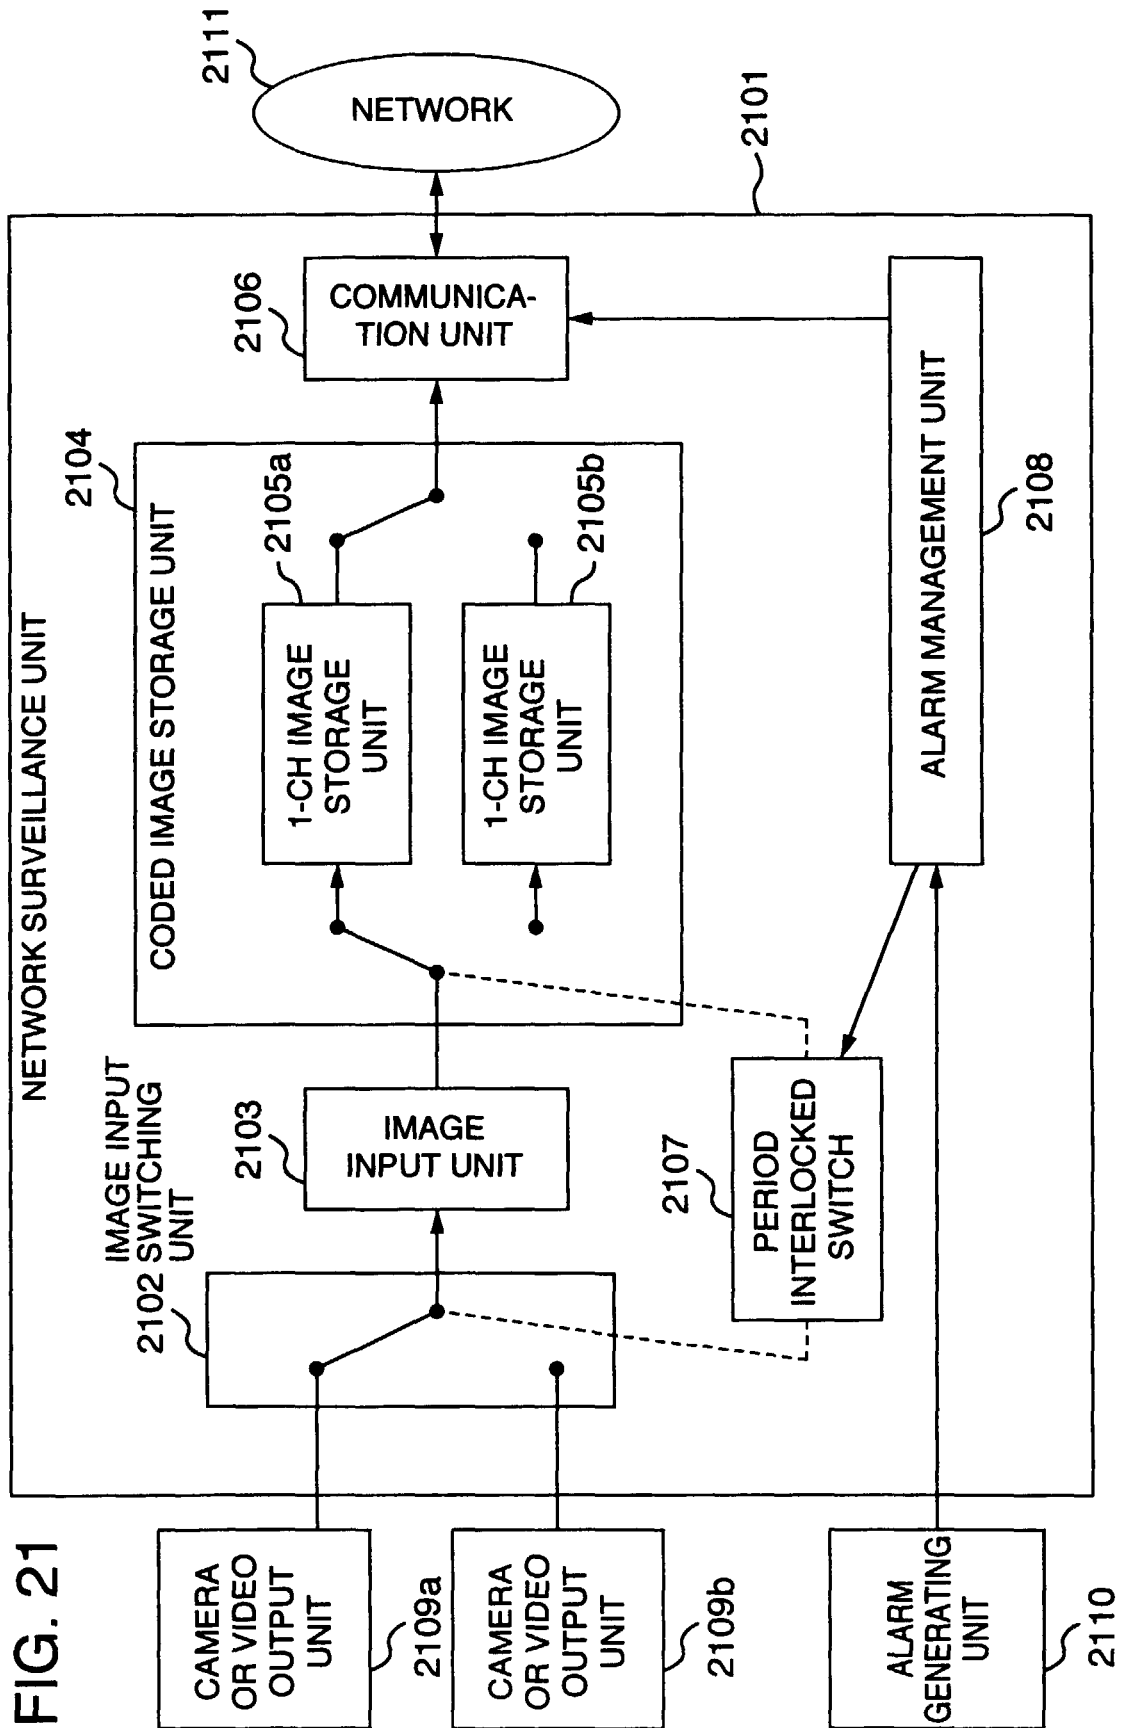 FIG. 21
NETWORK SURVEILLANCE UNIT
2101
CAMERA
OR VIDEO
OUTPUT
UNIT
2109a
CAMERA
OR VIDEO
OUTPUT
UNIT
2109b
ALARM
GENERATING
UNIT
2110
IMAGE INPUT
SWITCHING
UNIT
2102
IMAGE
INPUT UNIT
2103
CODED IMAGE STORAGE UNIT
2104
1-CH IMAGE
STORAGE
UNIT
2105a
1-CH IMAGE
STORAGE
UNIT
2105b
COMMUNICA-
TION UNIT
2106
NETWORK
2111
PERIOD
INTERLOCKED
SWITCH
2107
ALARM MANAGEMENT UNIT
2108